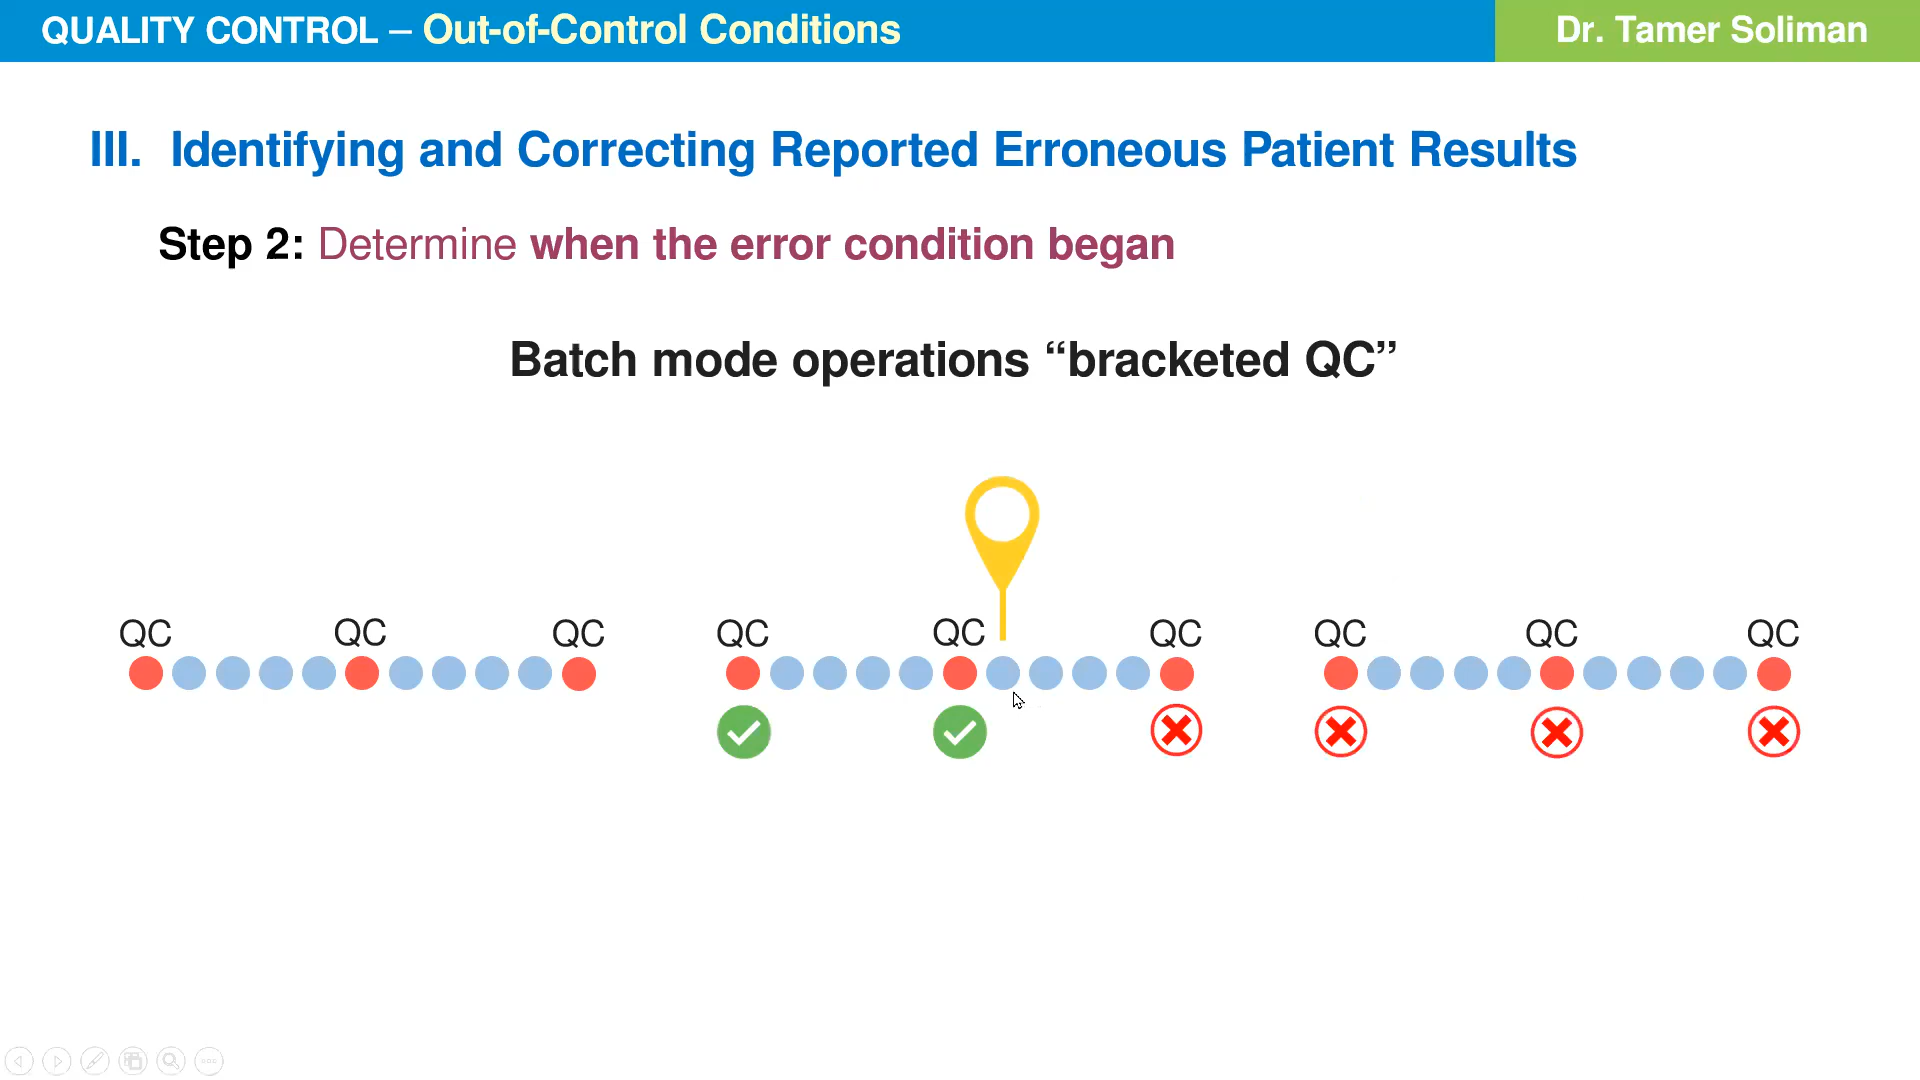 QUALITY CONTROL – Out-of-Control Conditions
Dr. Tamer Soliman
III. Identifying and Correcting Reported Erroneous Patient Results
Step 2: Determine when the error condition began
Batch mode operations “bracketed QC”
QC QC QC QC QC QC QC QC QC